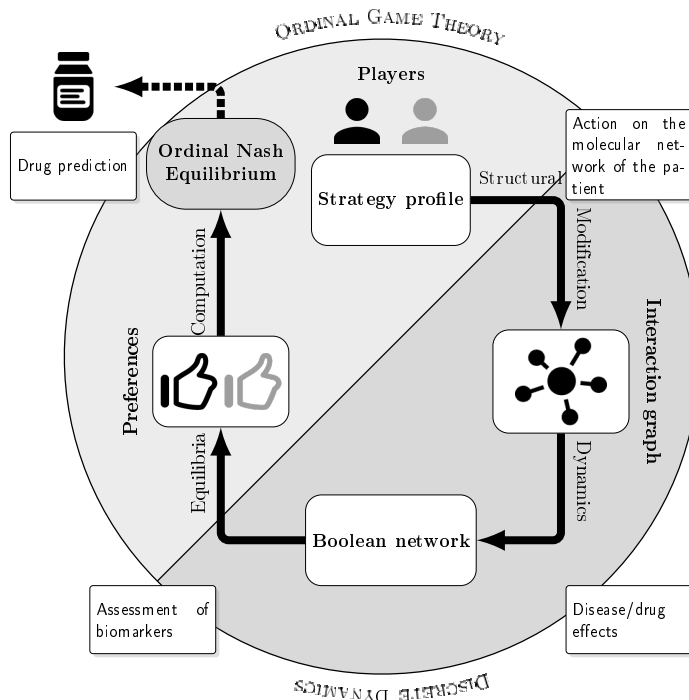 ORDINAL GAME THEORY
Players
Action on the
molecular net-
work of the pa-
tient
Drug prediction
Ordinal Nash
Equilibrium
Structural
Strategy profile
Modification
Computation
Interaction graph
Preferences
Equilibria
Dynamics
Boolean network
Assessment of
biomarkers
Disease/drug
effects
DISCRETE DYNAMICS